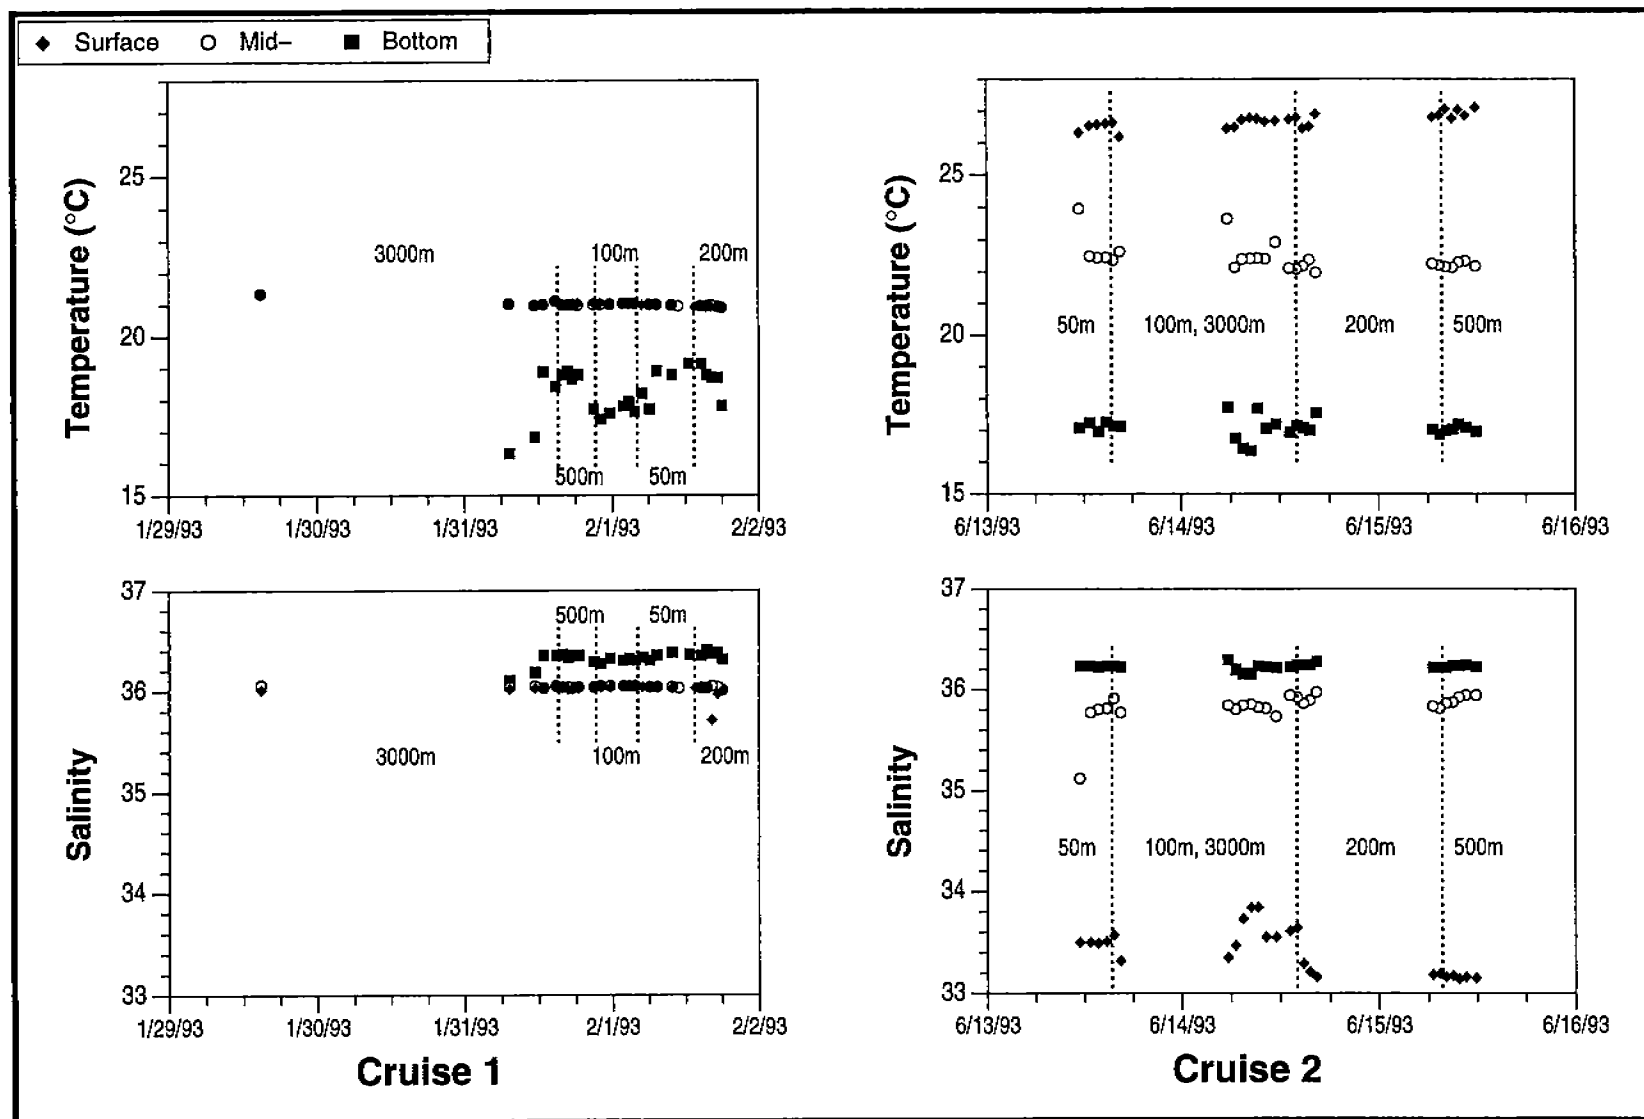 Surface Mid– Bottom
Temperature (°C)
25
20
15
3000m
100m
200m
500m
50m
1/29/93 1/30/93 1/31/93 2/1/93 2/2/93
Temperature (°C)
25
20
15
50m
100m, 3000m
200m
500m
6/13/93 6/14/93 6/15/93 6/16/93
Salinity
37
36
35
34
33
500m
50m
3000m
100m
200m
1/29/93 1/30/93 1/31/93 2/1/93 2/2/93
Cruise 1
Salinity
37
36
35
34
33
50m
100m, 3000m
200m
500m
6/13/93 6/14/93 6/15/93 6/16/93
Cruise 2